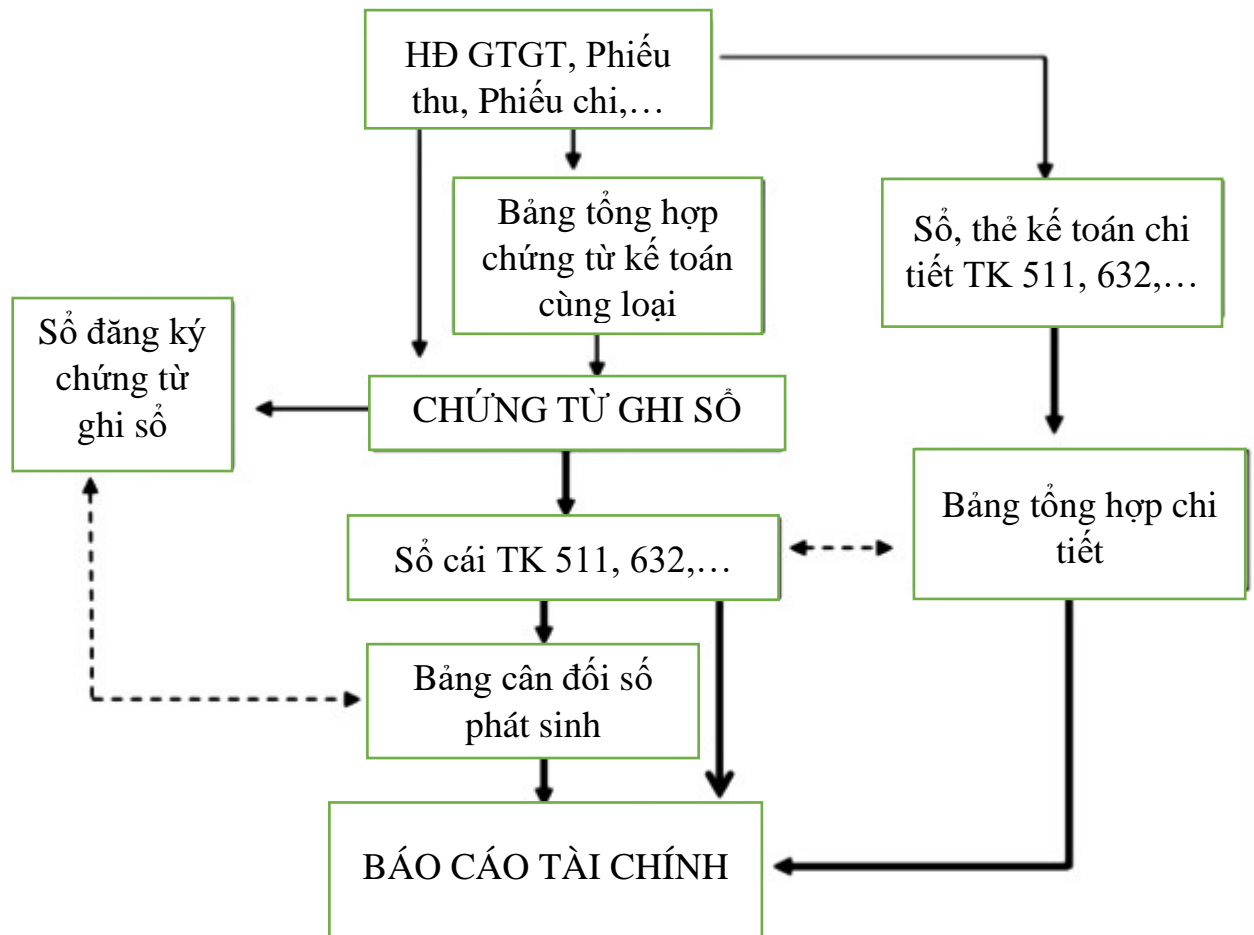 HĐ GTGT, Phiếu
thu, Phiếu chi,…
Bảng tổng hợp
chứng từ kế toán
cùng loại
Sổ, thẻ kế toán chi
tiết TK 511, 632,…
Sổ đăng ký
chứng từ
ghi sổ
CHỨNG TỪ GHI SỔ
Bảng tổng hợp chi
tiết
Sổ cái TK 511, 632,…
Bảng cân đối số
phát sinh
BÁO CÁO TÀI CHÍNH